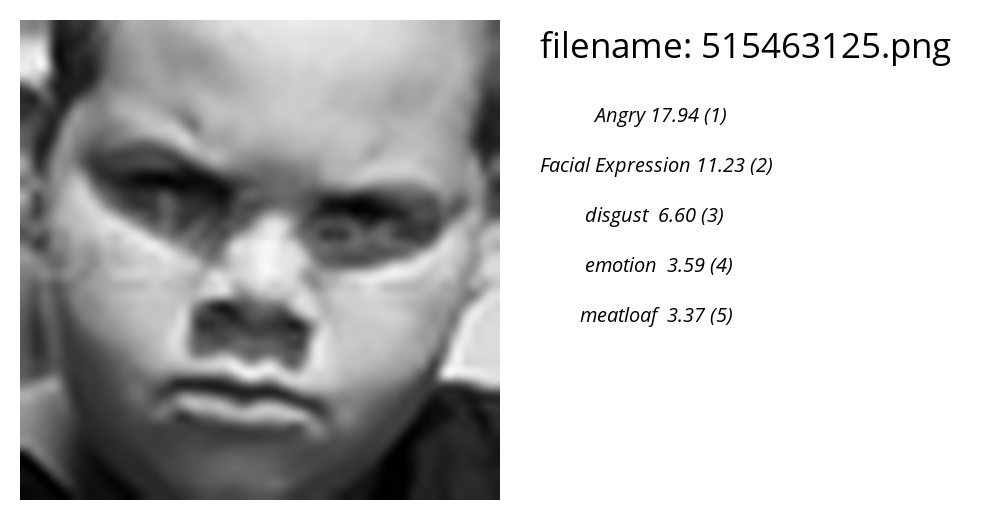 filename: 515463125.png
Angry 17.94 (1)
Facial Expression 11.23 (2)
disgust 6.60 (3)
emotion 3.59 (4)
meatloaf 3.37 (5)